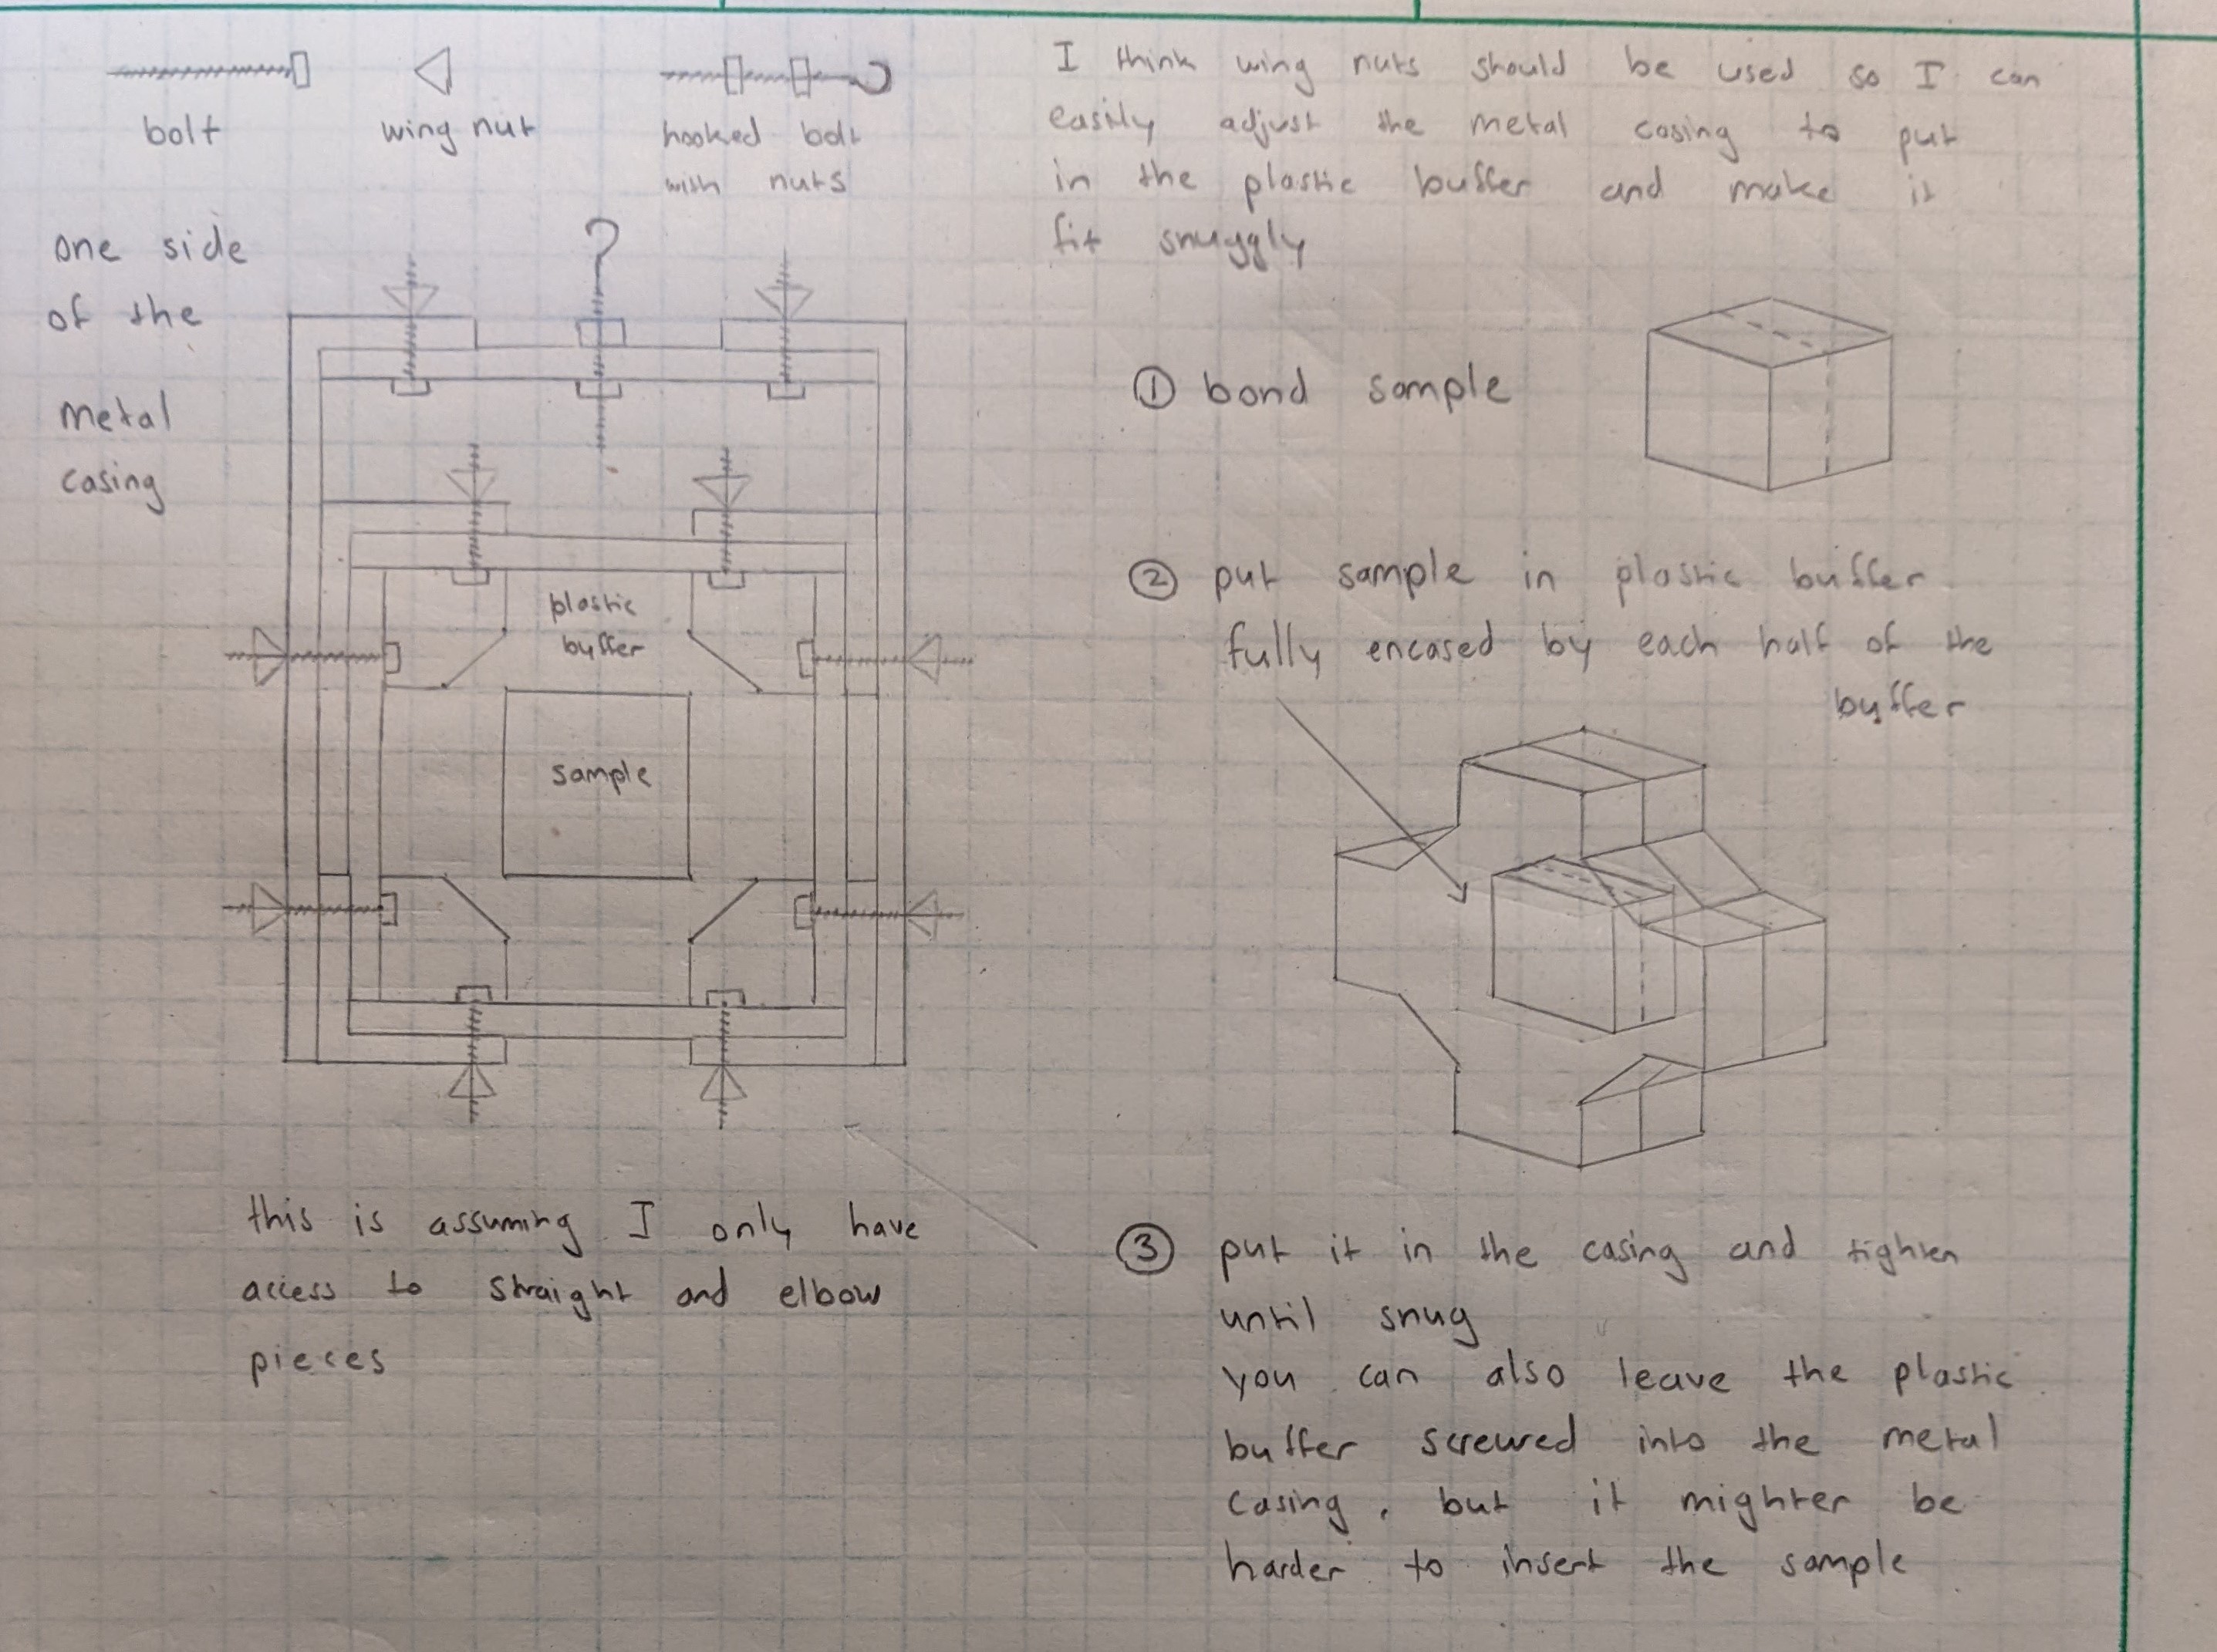 bolt
wing nut
hooked bolt
with nuts
I think wing nuts should be used so I can
easily adjust the metal casing to put
in the plastic buffer and make it
fit snuggly
one side
of the
metal
casing
plastic
buffer
sample
this is assuming I only have
access to straight and elbow
pieces
① bond sample
② put sample in plastic buffer
fully encased by each half of the
buffer
③ put it in the casing and tighten
until snug
you can also leave the plastic
buffer screwed into the metal
casing, but it mighter be
harder to insert the sample